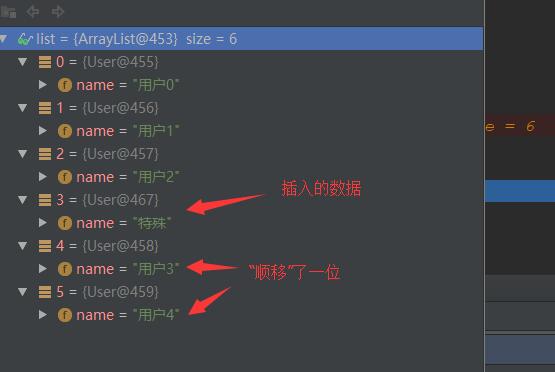 list = {ArrayList@453} size = 6
0 = {User@455}
f name = "用户0"
1 = {User@456}
f name = "用户1"
e = 6
2 = {User@457}
f name = "用户2"
3 = {User@467}
插入的数据
f name = "特殊"
4 = {User@458}
f name = "用户3"
“顺移”了一位
5 = {User@459}
f name = "用户4"